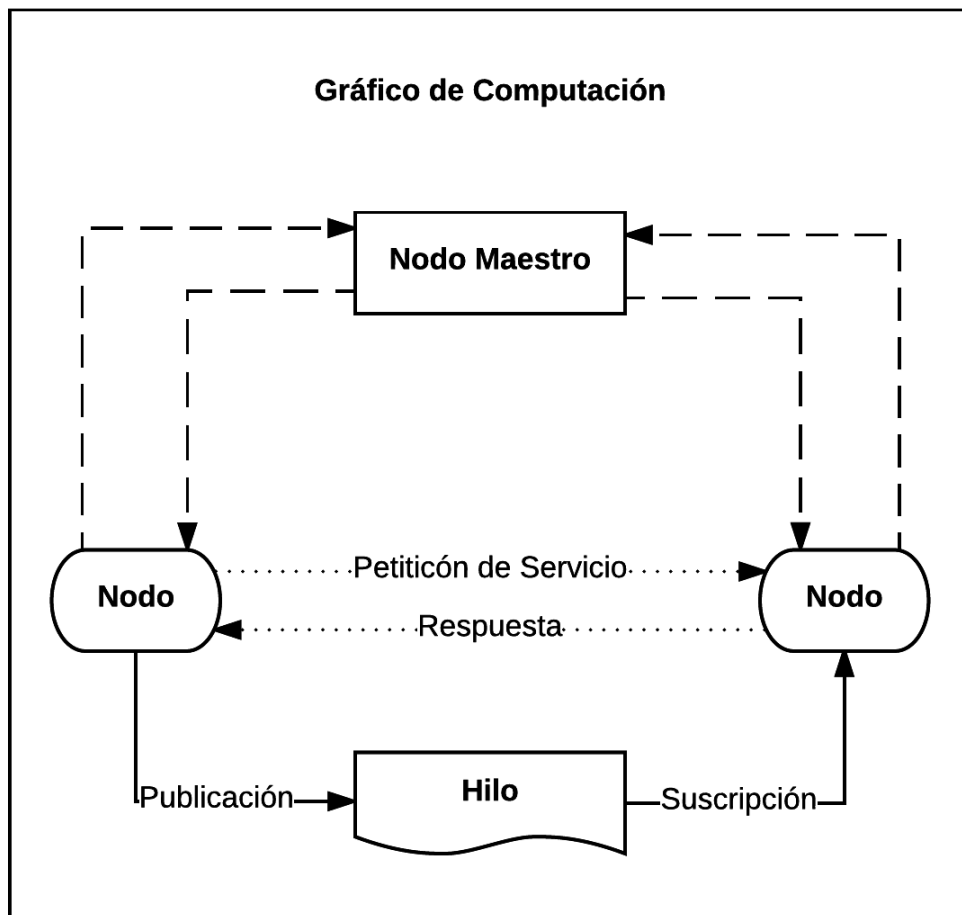 Gráfico de Computación
Nodo Maestro
Petiticón de Servicio
Nodo
Nodo
Respuesta
Publicación
Hilo
Suscripción